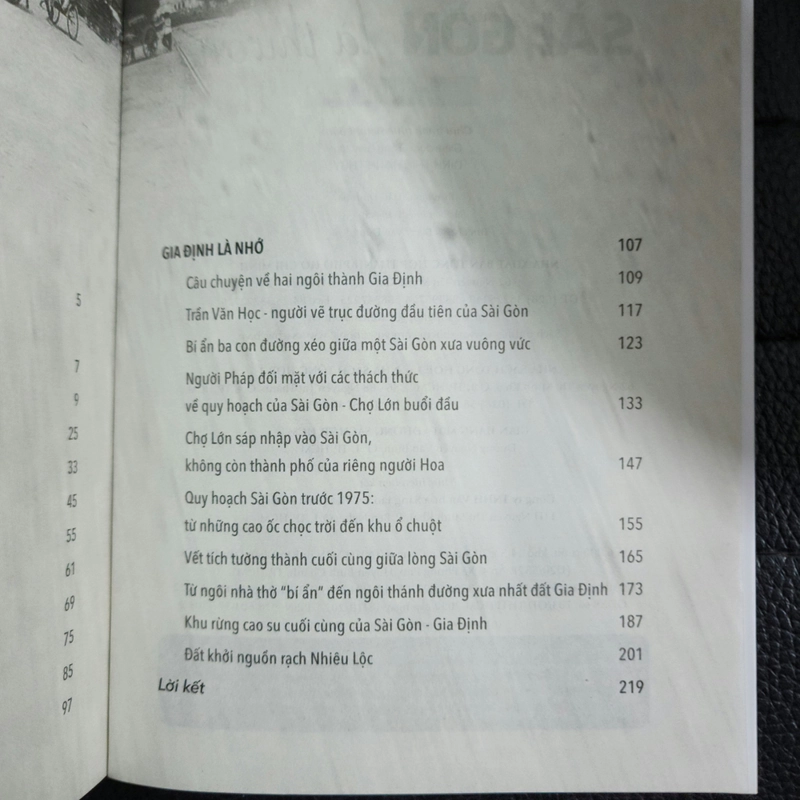 5
7
9
25
33
45
55
61
69
75
85
97
GIA ĐỊNH LÀ NHỚ 107
Câu chuyện về hai ngôi thành Gia Định 109
Trần Văn Học - người vẽ trục đường đầu tiên của Sài Gòn 117
Bí ẩn ba con đường xéo giữa một Sài Gòn xưa vuông vức 123
Người Pháp đối mặt với các thách thức
về quy hoạch của Sài Gòn - Chợ Lớn buổi đầu 133
Chợ Lớn sáp nhập vào Sài Gòn,
không còn thành phố của riêng người Hoa 147
Quy hoạch Sài Gòn trước 1975:
từ những cao ốc chọc trời đến khu ổ chuột 155
Vết tích tường thành cuối cùng giữa lòng Sài Gòn 165
Từ ngôi nhà thờ "bí ẩn" đến ngôi thánh đường xưa nhất đất Gia Định 173
Khu rừng cao su cuối cùng của Sài Gòn - Gia Định 187
Đất khởi nguồn rạch Nhiêu Lộc 201
Lời kết 219